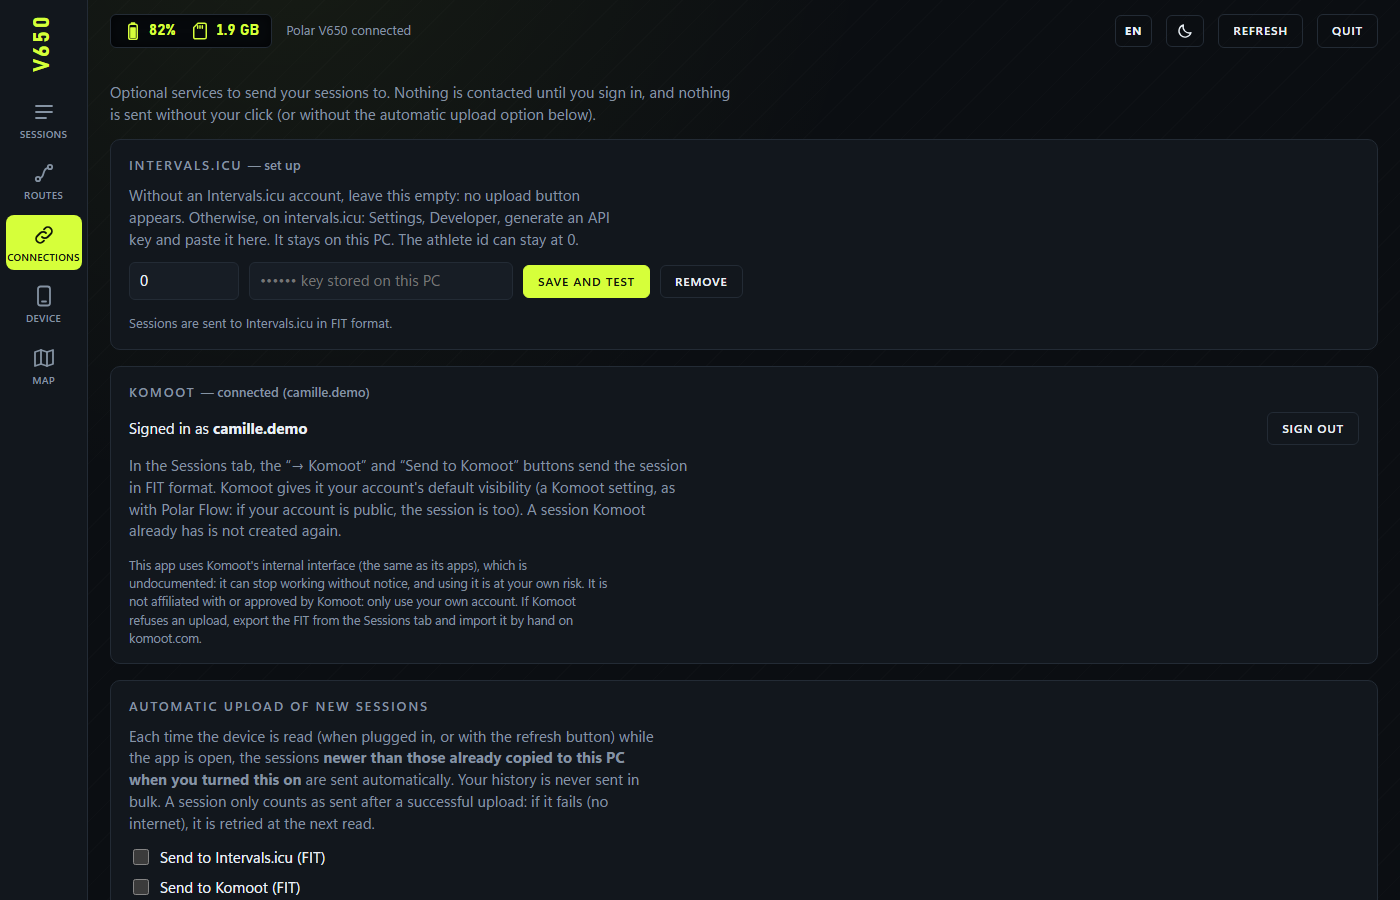 V650
82% 1.9 GB Polar V650 connected EN REFRESH QUIT
SESSIONS
ROUTES
CONNECTIONS
DEVICE
MAP
Optional services to send your sessions to. Nothing is contacted until you sign in, and nothing
is sent without your click (or without the automatic upload option below).
INTERVALS.ICU — set up
Without an Intervals.icu account, leave this empty: no upload button
appears. Otherwise, on intervals.icu: Settings, Developer, generate an API
key and paste it here. It stays on this PC. The athlete id can stay at 0.
0 •••••• key stored on this PC SAVE AND TEST REMOVE
Sessions are sent to Intervals.icu in FIT format.
KOMOOT — connected (camille.demo)
Signed in as camille.demo SIGN OUT
In the Sessions tab, the “→ Komoot” and “Send to Komoot” buttons send the session
in FIT format. Komoot gives it your account's default visibility (a Komoot setting, as
with Polar Flow: if your account is public, the session is too). A session Komoot
already has is not created again.
This app uses Komoot's internal interface (the same as its apps), which is
undocumented: it can stop working without notice, and using it is at your own risk. It is
not affiliated with or approved by Komoot: only use your own account. If Komoot
refuses an upload, export the FIT from the Sessions tab and import it by hand on
komoot.com.
AUTOMATIC UPLOAD OF NEW SESSIONS
Each time the device is read (when plugged in, or with the refresh button) while
the app is open, the sessions newer than those already copied to this PC
when you turned this on are sent automatically. Your history is never sent in
bulk. A session only counts as sent after a successful upload: if it fails (no
internet), it is retried at the next read.
Send to Intervals.icu (FIT)
Send to Komoot (FIT)